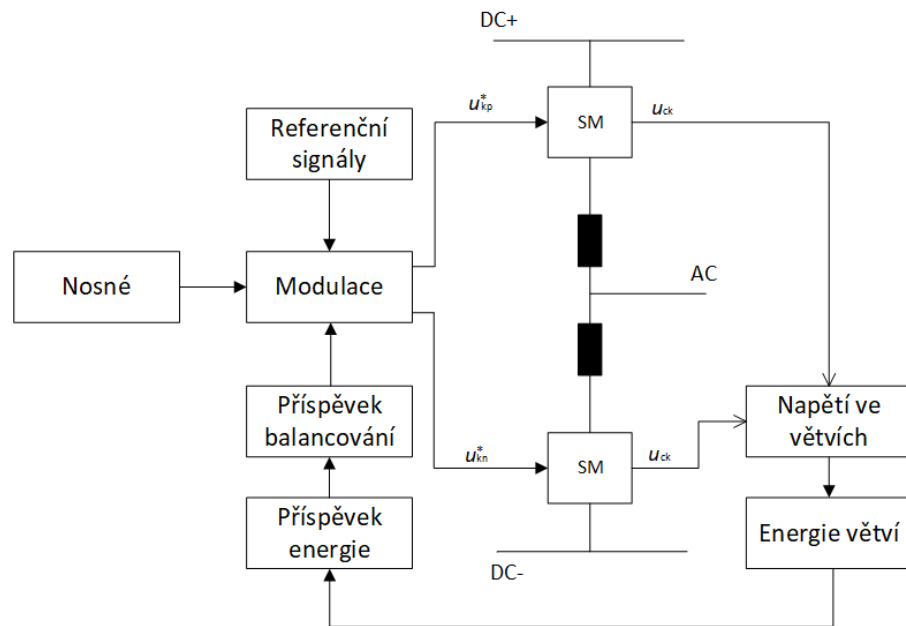 DC+
u*kp
SM
uck
Referenční
signály
Nosné
Modulace
AC
Příspěvek
balancování
Napětí ve
větvích
u*kn
SM
uck
Příspěvek
energie
Energie větví
DC-